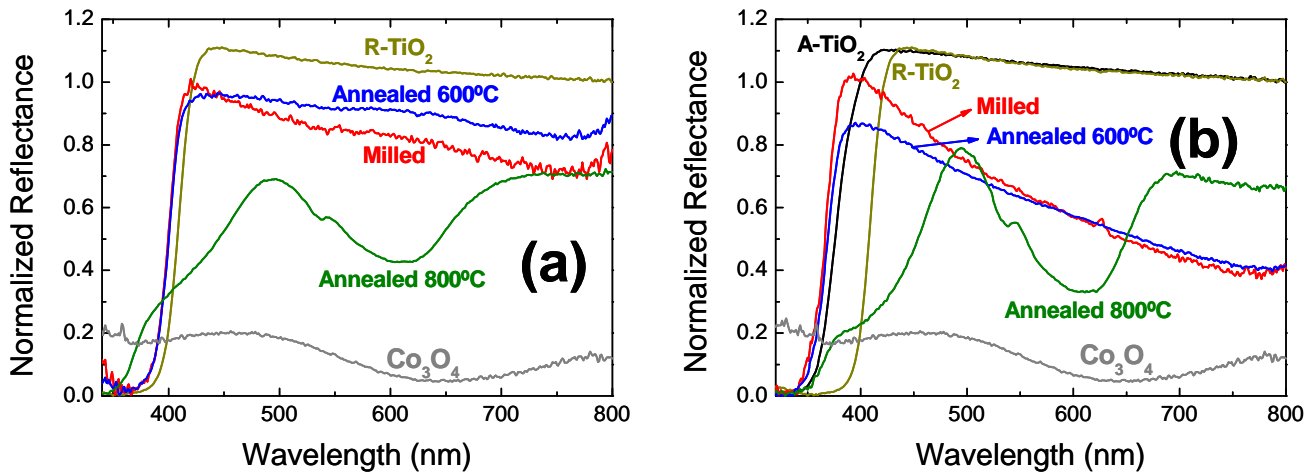 1.2
1.0
0.8
0.6
0.4
0.2
0.0
400
500
600
700
800
Normalized Reflectance
Wavelength (nm)
R-TiO₂
Annealed 600ºC
Milled
Annealed 800ºC
Co₃O₄
(a)
1.2
1.0
0.8
0.6
0.4
0.2
0.0
400
500
600
700
800
Normalized Reflectance
Wavelength (nm)
A-TiO₂
R-TiO₂
Milled
Annealed 600ºC
(b)
Annealed 800ºC
Co₃O₄